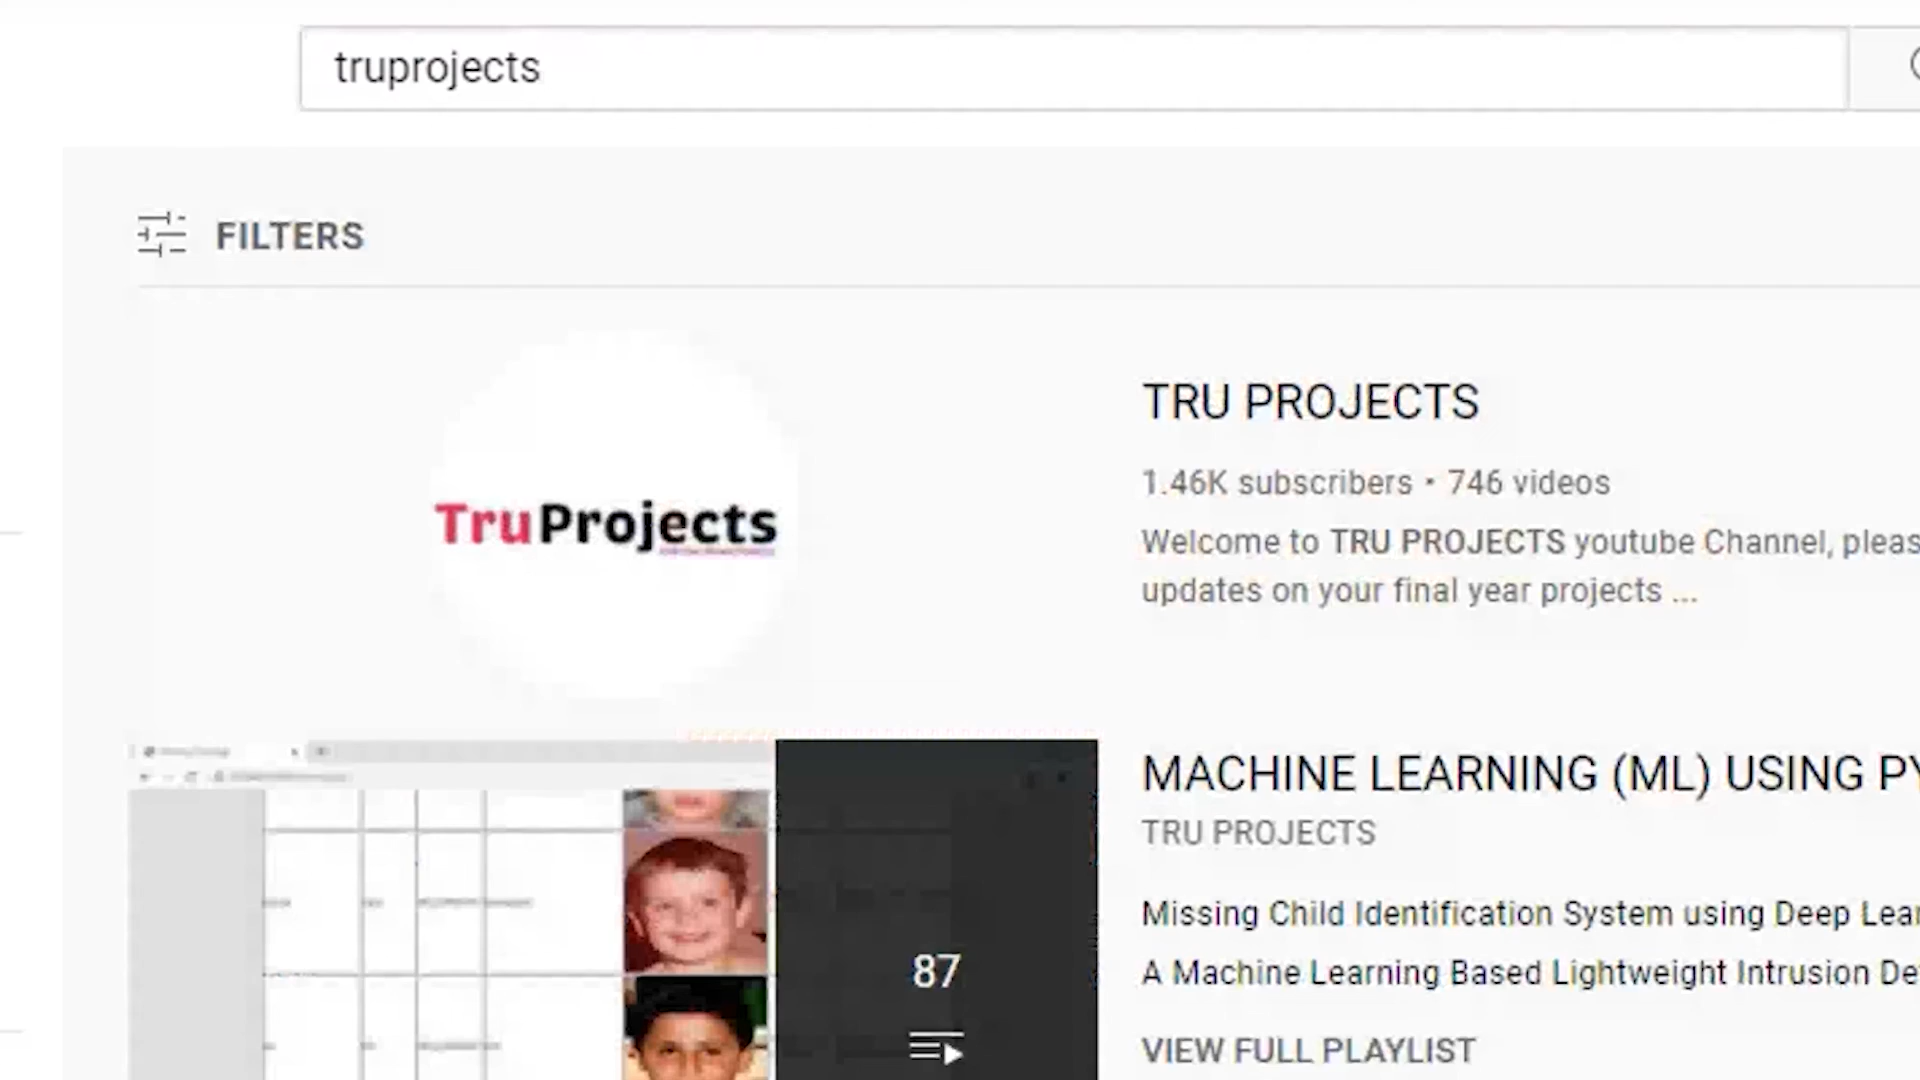 truprojects
FILTERS
TruProjects
TRU PROJECTS
1.46K subscribers • 746 videos
Welcome to TRU PROJECTS youtube Channel, pleas
updates on your final year projects ...
MACHINE LEARNING (ML) USING PY
TRU PROJECTS
Missing Child Identification System using Deep Lear
A Machine Learning Based Lightweight Intrusion De
87
VIEW FULL PLAYLIST